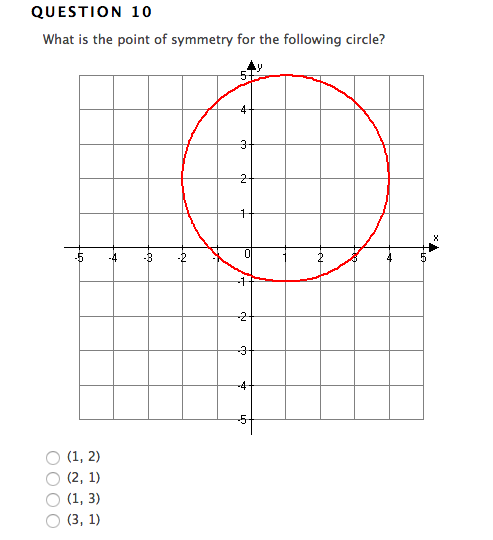 QUESTION 10
What is the point of symmetry for the following circle?
y
5
4
3
2
1
x
-5 -4 -3 -2 -1 0 1 2 3 4 5
-1
-2
-3
-4
-5
(1, 2)
(2, 1)
(1, 3)
(3, 1)